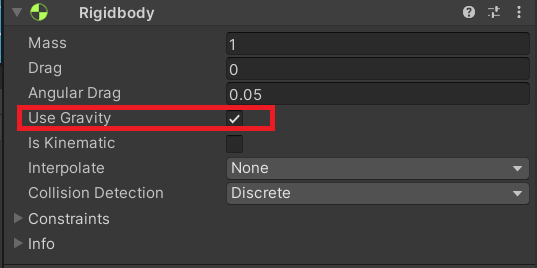 Rigidbody
Mass 1
Drag 0
Angular Drag 0.05
Use Gravity
Is Kinematic
Interpolate None
Collision Detection Discrete
Constraints
Info